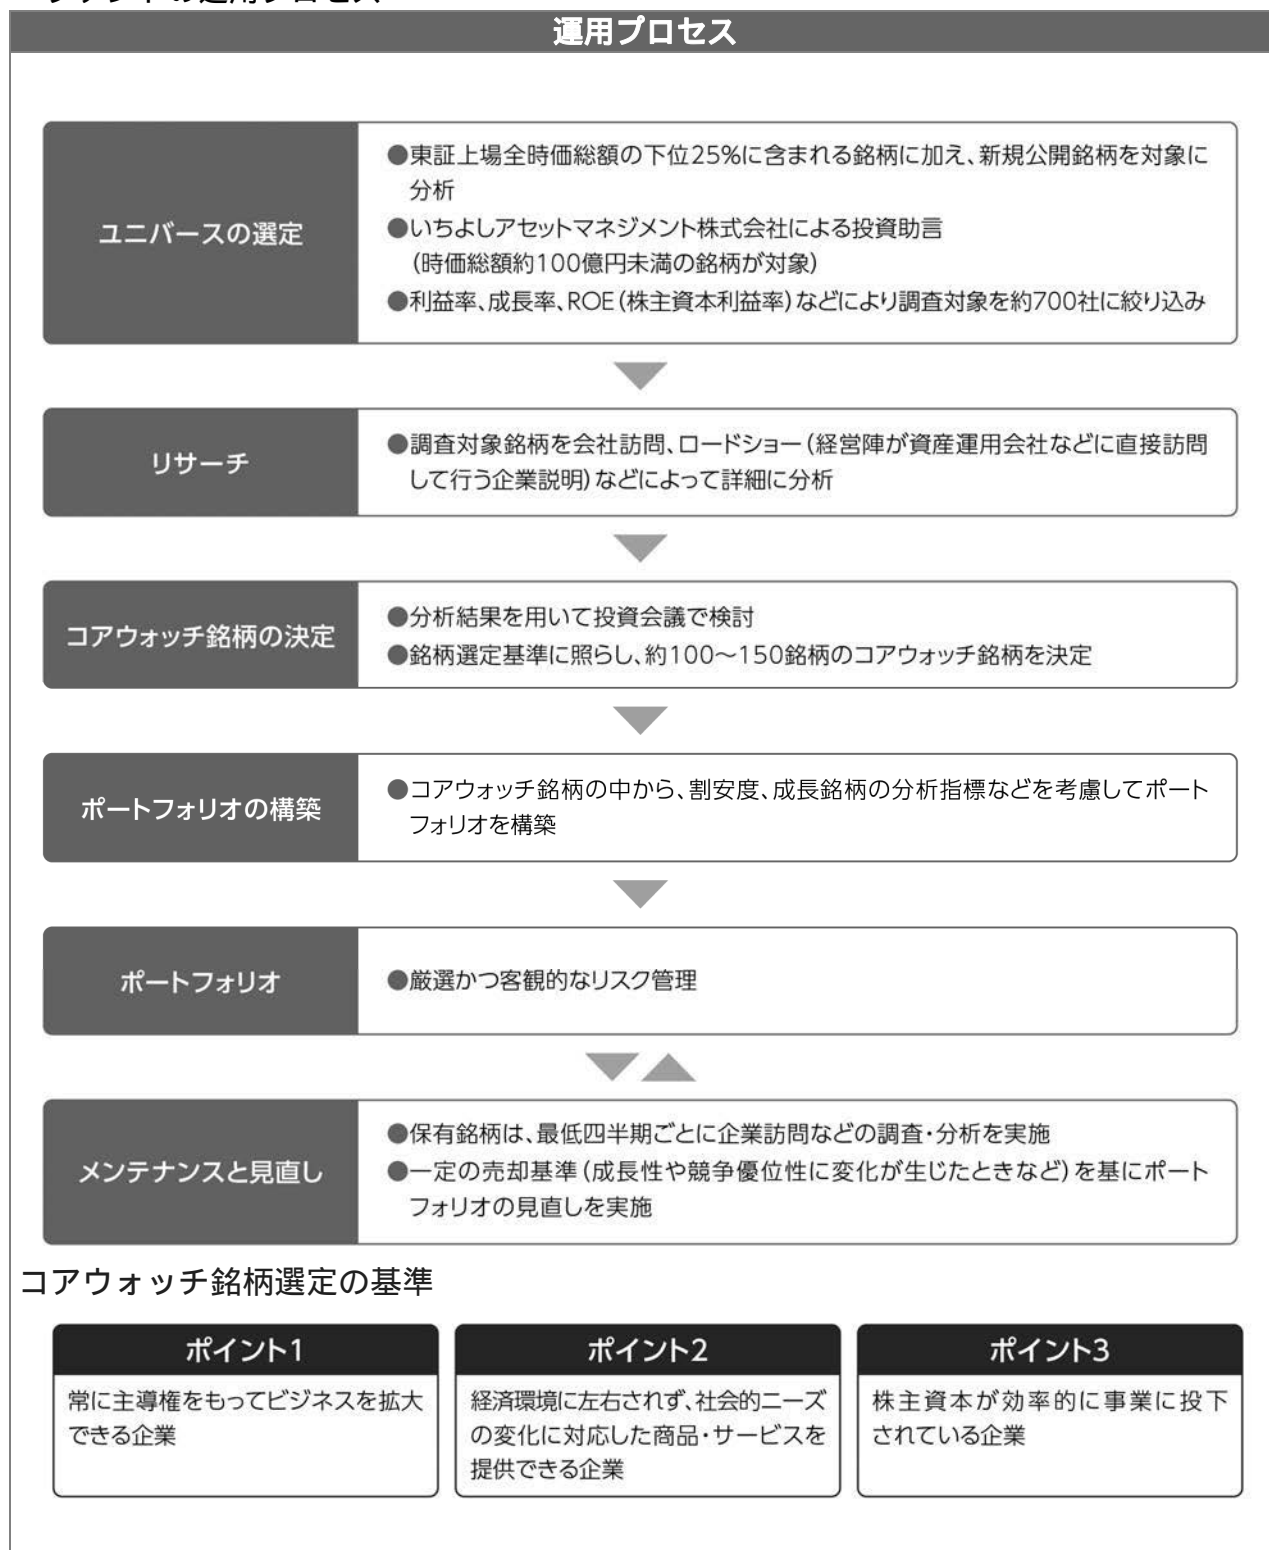 ファンドの運用プロセス
運用プロセス
ユニバースの選定
●東証上場全時価総額の下位25%に含まれる銘柄に加え、新規公開銘柄を対象に
分析
●いちよしアセットマネジメント株式会社による投資助言
(時価総額約100億円未満の銘柄が対象)
●利益率、成長率、ROE(株主資本利益率)などにより調査対象を約700社に絞り込み
リサーチ
●調査対象銘柄を会社訪問、ロードショー(経営陣が資産運用会社などに直接訪問
して行う企業説明)などによって詳細に分析
コアウォッチ銘柄の決定
●分析結果を用いて投資会議で検討
●銘柄選定基準に照らし、約100〜150銘柄のコアウォッチ銘柄を決定
ポートフォリオの構築
●コアウォッチ銘柄の中から、割安度、成長銘柄の分析指標などを考慮してポート
フォリオを構築
ポートフォリオ
●厳選かつ客観的なリスク管理
メンテナンスと見直し
●保有銘柄は、最低四半期ごとに企業訪問などの調査・分析を実施
●一定の売却基準(成長性や競争優位性に変化が生じたときなど)を基にポート
フォリオの見直しを実施
コアウォッチ銘柄選定の基準
ポイント1
常に主導権をもってビジネスを拡大
できる企業
ポイント2
経済環境に左右されず、社会的ニーズ
の変化に対応した商品・サービスを
提供できる企業
ポイント3
株主資本が効率的に事業に投下
されている企業